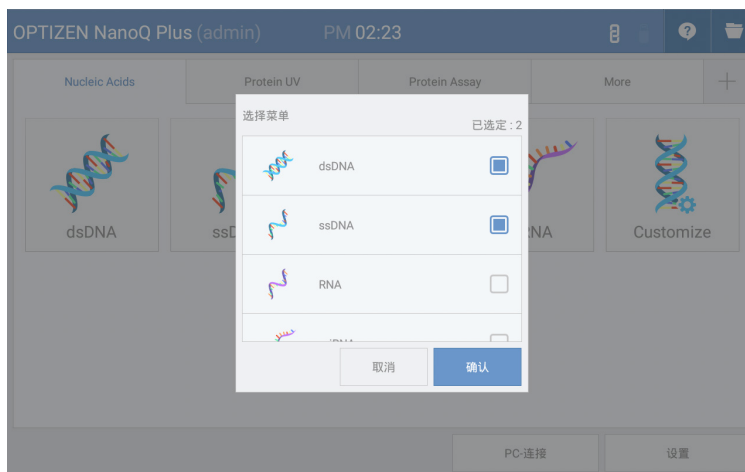 OPTIZEN NanoQ Plus (admin) PM 02:23
Nucleic Acids Protein UV Protein Assay More
选择菜单
已选定 : 2
dsDNA
ssDNA
RNA
取消 确认
dsDNA
Customize
PC-连接 设置